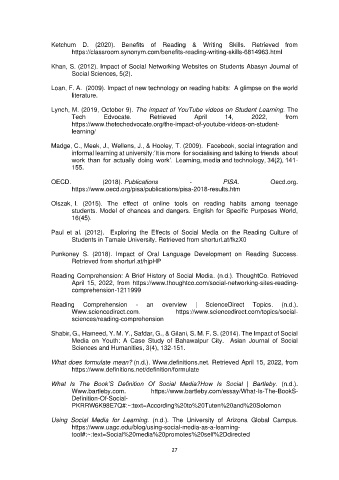 Ketchum D. (2020). Benefits of Reading & Writing Skills. Retrieved from
https://classroom.synonym.com/benefits-reading-writing-skills-6814963.html
Khan, S. (2012). Impact of Social Networking Websites on Students Abasyn Journal of
Social Sciences, 5(2).
Loan, F. A. (2009). Impact of new technology on reading habits: A glimpse on the world
literature.
Lynch, M. (2019, October 9). The impact of YouTube videos on Student Learning. The
Tech Edvocate. Retrieved April 14, 2022, from
https://www.thetechedvocate.org/the-impact-of-youtube-videos-on-student-
learning/
Madge, C., Meek, J., Wellens, J., & Hooley, T. (2009). Facebook, social integration and
informal learning at university.'It is more for socialising and talking to friends about
work than for actually doing work'. Learning, media and technology, 34(2), 141-
155.
OECD. (2018). Publications - PISA. Oecd.org.
https://www.oecd.org/pisa/publications/pisa-2018-results.htm
Olszak, I. (2015). The effect of online tools on reading habits among teenage
students. Model of chances and dangers. English for Specific Purposes World,
16(45).
Paul et al. (2012). Exploring the Effects of Social Media on the Reading Culture of
Students in Tamale University. Retrieved from shorturl.at/fkzX0
Punkoney S. (2018). Impact of Oral Language Development on Reading Success.
Retrieved from shorturl.at/hjpHP
Reading Comprehension: A Brief History of Social Media. (n.d.). ThoughtCo. Retrieved
April 15, 2022, from https://www.thoughtco.com/social-networking-sites-reading-
comprehension-1211999
Reading Comprehension - an overview | ScienceDirect Topics. (n.d.).
Www.sciencedirect.com. https://www.sciencedirect.com/topics/social-
sciences/reading-comprehension
Shabir, G., Hameed, Y. M. Y., Safdar, G., & Gilani, S. M. F. S. (2014). The Impact of Social
Media on Youth: A Case Study of Bahawalpur City. Asian Journal of Social
Sciences and Humanities, 3(4), 132-151.
What does formulate mean? (n.d.). Www.definitions.net. Retrieved April 15, 2022, from
https://www.definitions.net/definition/formulate
What Is The Book'S Definition Of Social Media?How Is Social | Bartleby. (n.d.).
Www.bartleby.com. https://www.bartleby.com/essay/What-Is-The-BookS-
Definition-Of-Social-
PKRRW6K98E7Q#:~:text=According%20to%20Tuten%20and%20Solomon
Using Social Media for Learning. (n.d.). The University of Arizona Global Campus.
https://www.uagc.edu/blog/using-social-media-as-a-learning-
tool#:~:text=Social%20media%20promotes%20self%2Ddirected
27